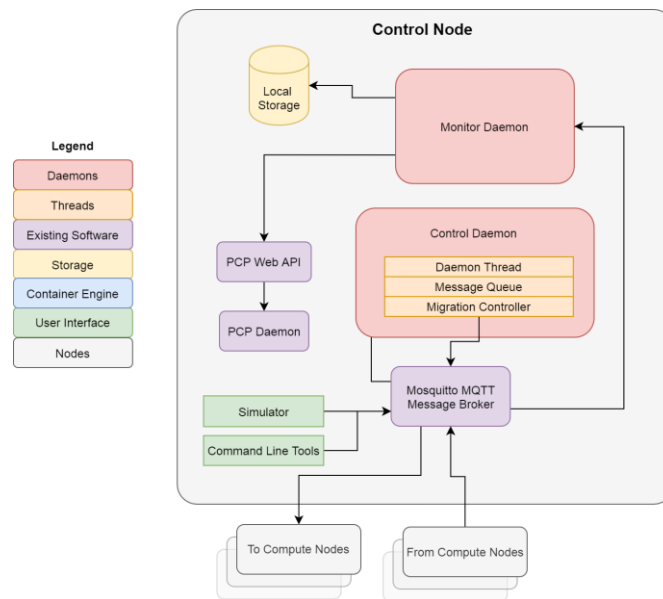 Control Node
Local
Storage
Monitor Daemon
Legend
Daemons
Threads
Existing Software
Storage
Container Engine
User Interface
Nodes
Control Daemon
Daemon Thread
Message Queue
Migration Controller
PCP Web API
PCP Daemon
Mosquitto MQTT
Message Broker
Simulator
Command Line Tools
To Compute Nodes
From Compute Nodes